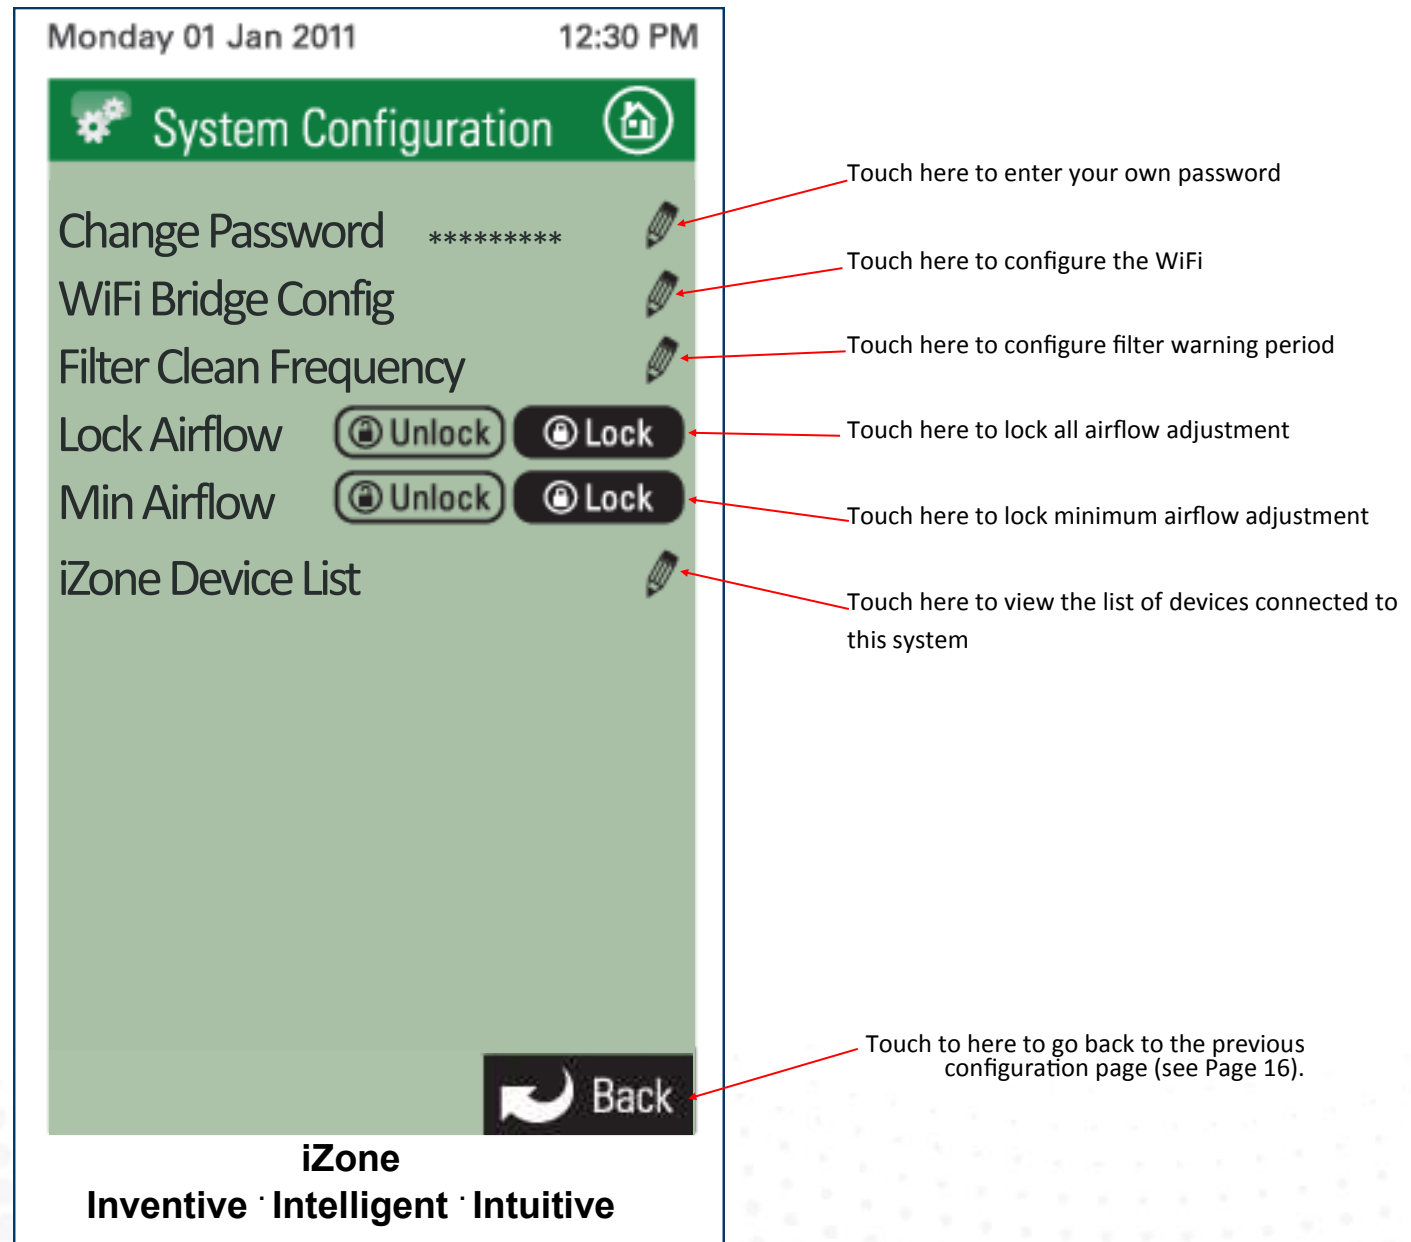 Monday 01 Jan 2011 12:30 PM
System Configuration
Touch here to enter your own password
Change Password *********
Touch here to configure the WiFi
WiFi Bridge Config
Touch here to configure filter warning period
Filter Clean Frequency
Lock Airflow Unlock Lock
Touch here to lock all airflow adjustment
Min Airflow Unlock Lock
Touch here to lock minimum airflow adjustment
iZone Device List
Touch here to view the list of devices connected to
this system
Touch to here to go back to the previous
configuration page (see Page 16).
Back
iZone
Inventive · Intelligent · Intuitive